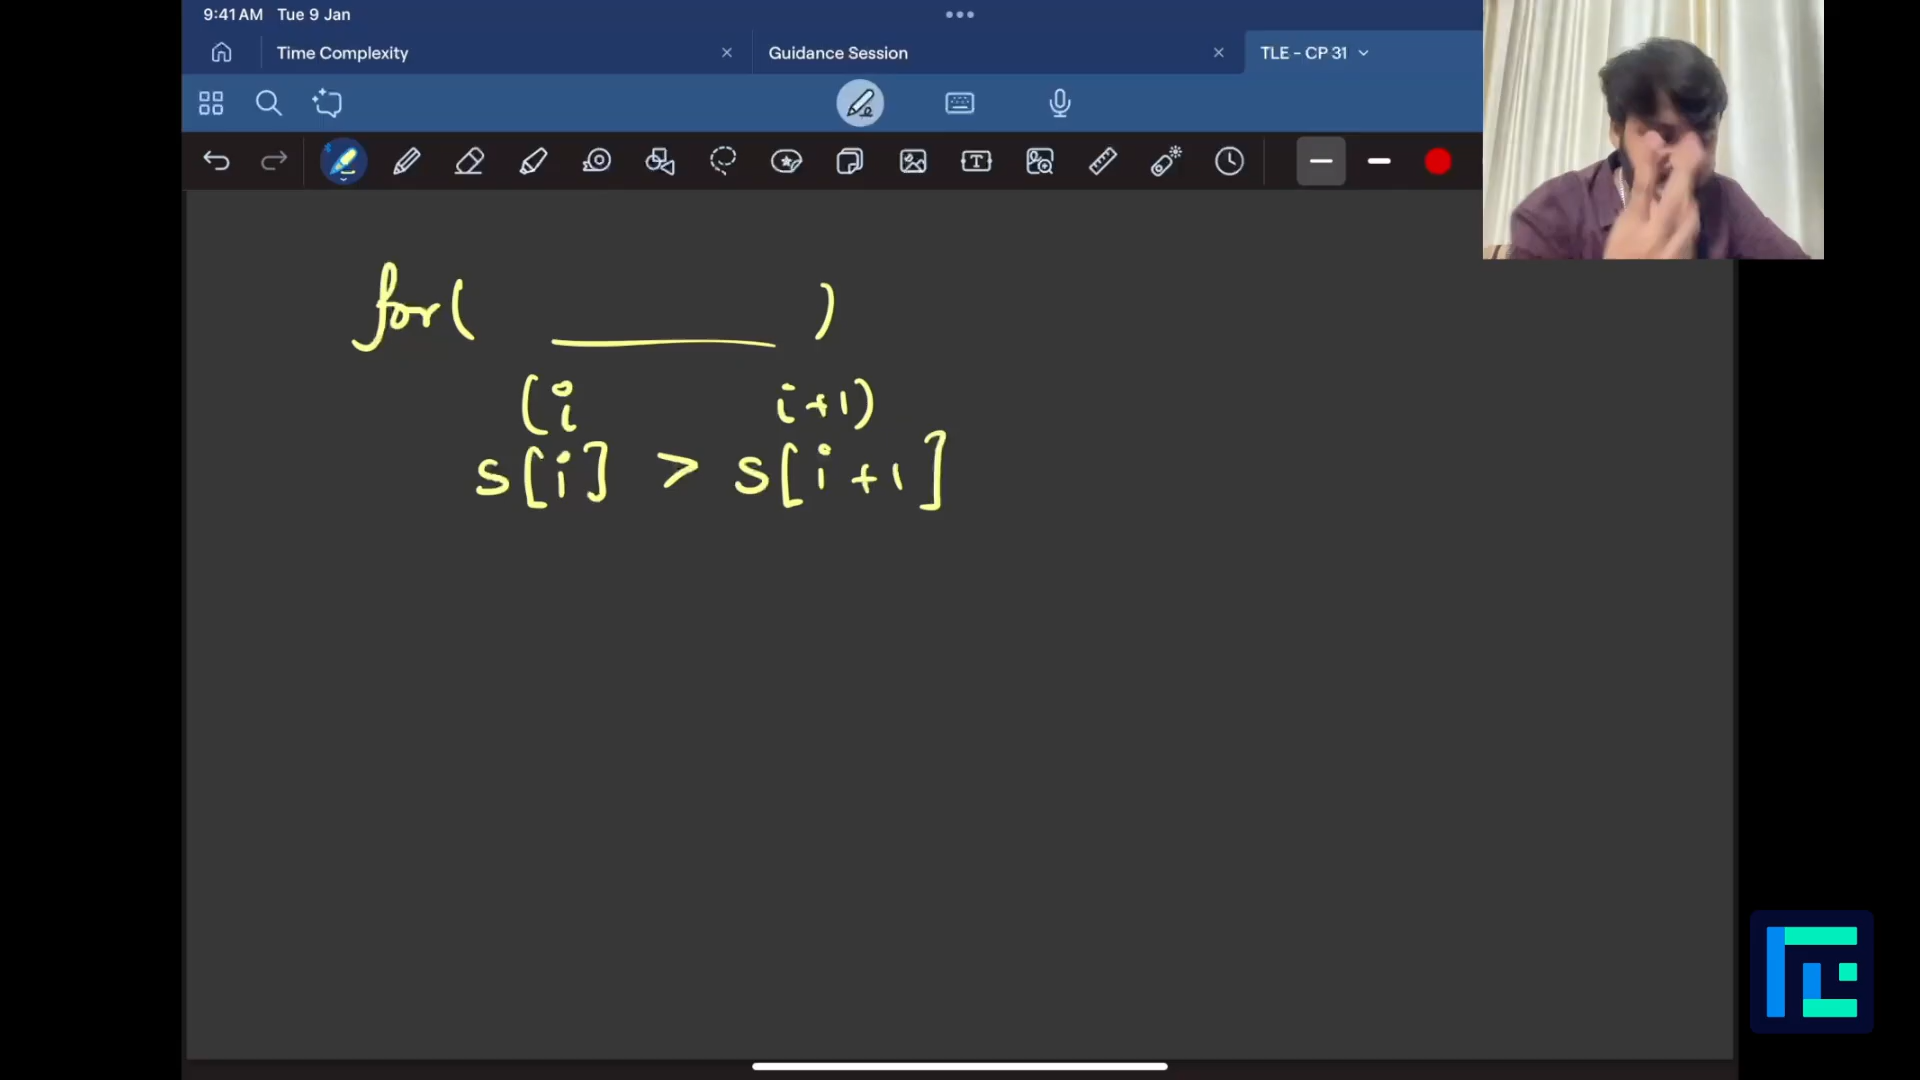 9:41 AM Tue 9 Jan
Time Complexity
Guidance Session
TLE - CP 31
for( ______ )
(i i+1)
s[i] > s[i+1]